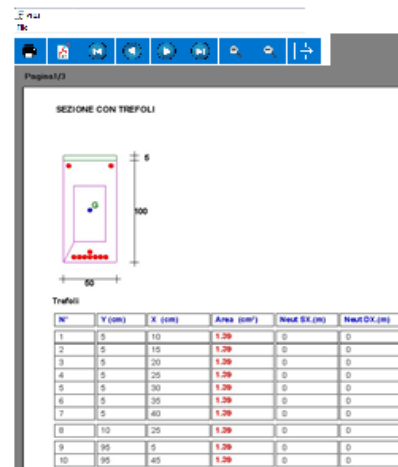 File
Pagina1/3
SEZIONE CON TREFOLI
5
G
100
50
Trefoli
N° Y (cm) X (cm) Area (cm²) Neut SX.(m) Neut DX.(m)
1 5 10 1.39 0 0
2 5 15 1.39 0 0
3 5 20 1.39 0 0
4 5 25 1.39 0 0
5 5 30 1.39 0 0
6 5 35 1.39 0 0
7 5 40 1.39 0 0
8 10 25 1.39 0 0
9 95 5 1.39 0 0
10 95 45 1.39 0 0